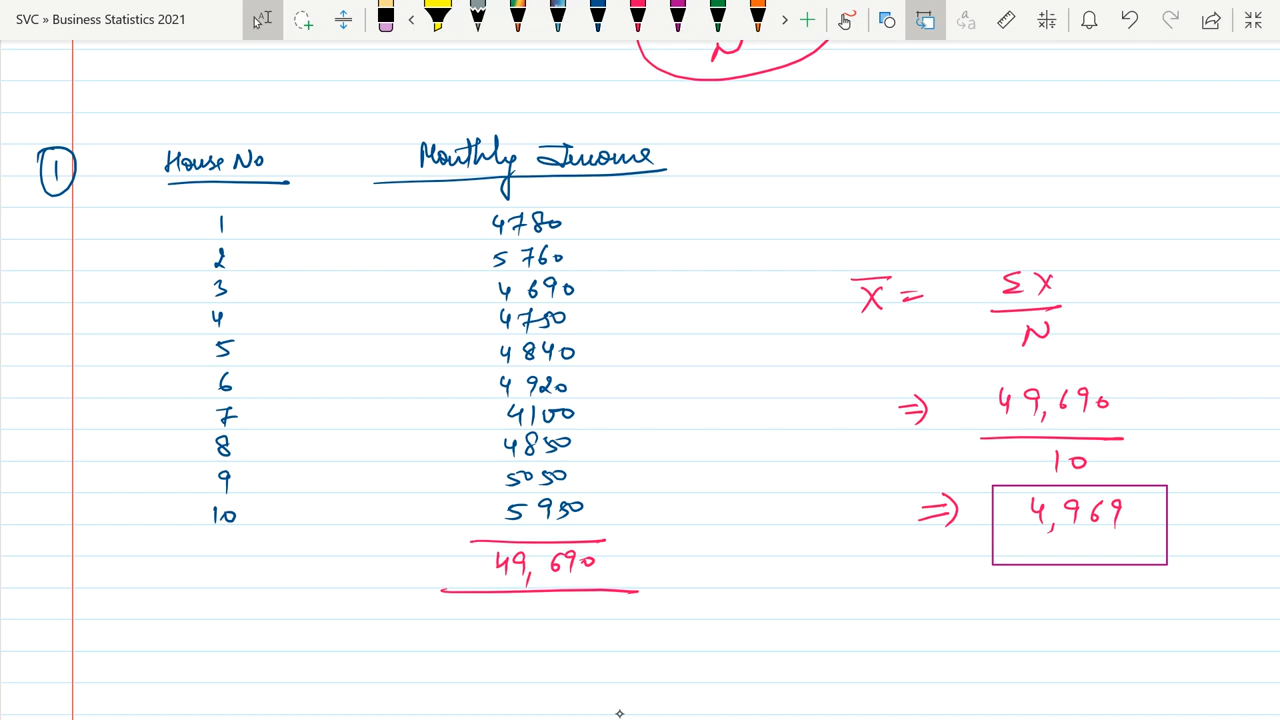 SVC » Business Statistics 2021
N
1 House No Monthly Income
1 4780
2 5760
3 4690
4 4750
5 4840
6 4920
7 4100
8 4850
9 5050
10 5950
49,690
X̅ = ΣX
N
⇒ 49,690
10
⇒ 4,969